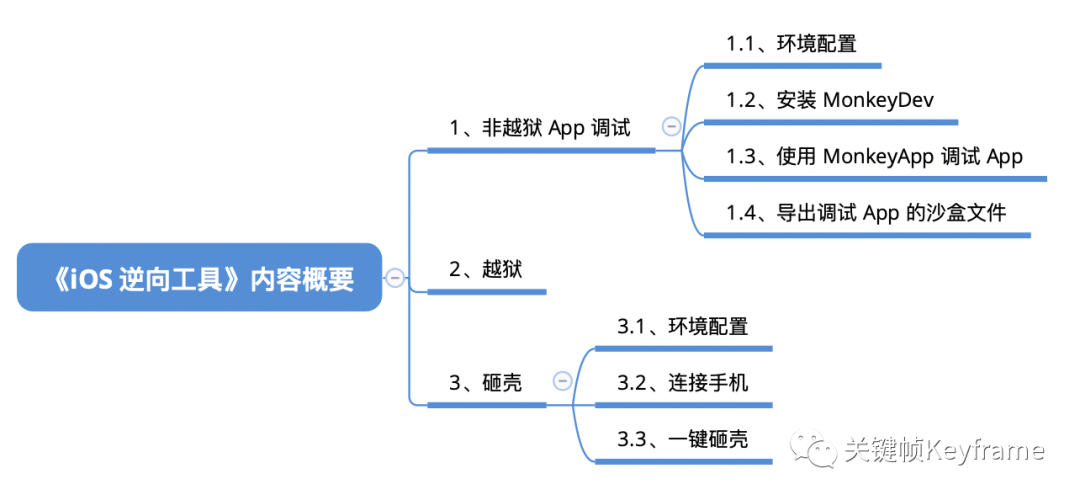 《iOS 逆向工具》内容概要
1、非越狱 App 调试
1.1、环境配置
1.2、安装 MonkeyDev
1.3、使用 MonkeyApp 调试 App
1.4、导出调试 App 的沙盒文件
2、越狱
3、砸壳
3.1、环境配置
3.2、连接手机
3.3、一键砸壳
关键帧Keyframe